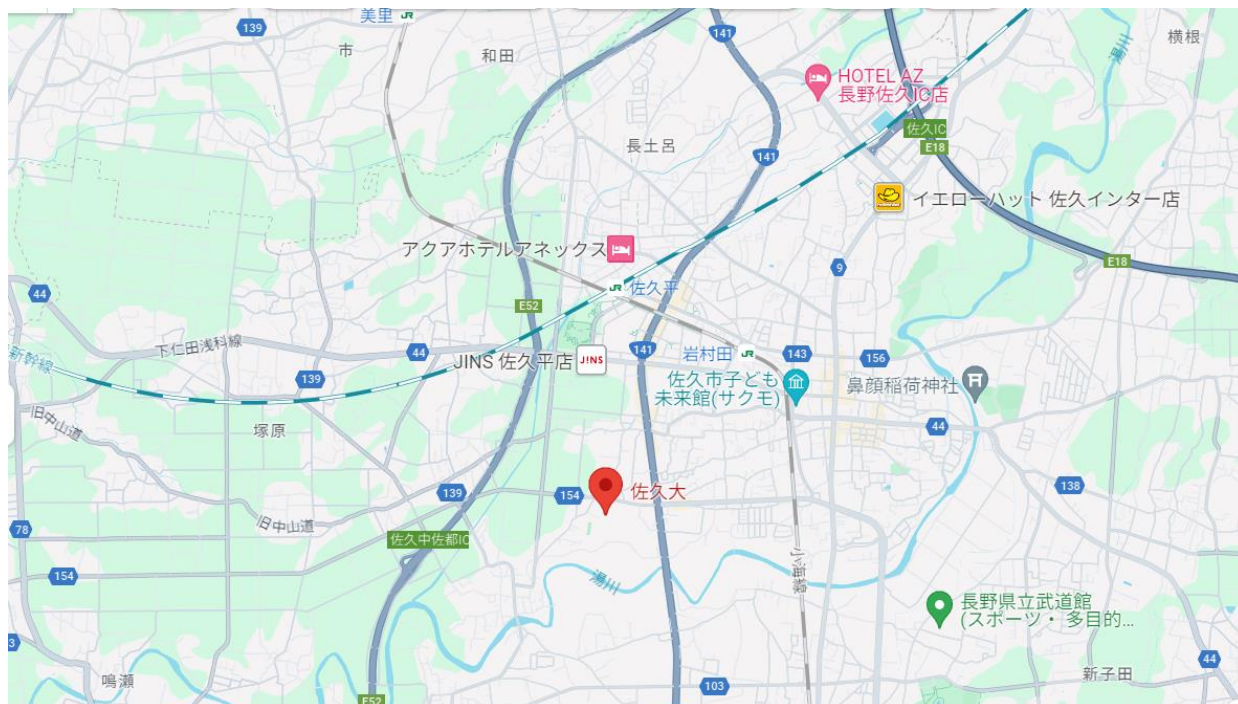 美里
JR
139
市
和田
141
横根
湯川
HOTEL AZ
長野佐久IC店
長土呂
141
佐久IC
E18
イエローハット 佐久インター店
アクアホテルアネックス
9
E18
44
JR 佐久平
E52
新幹線
下仁田浅科線
44
JINS 佐久平店
JINS
141
岩村田 JR
143
156
139
佐久市子ども
未来館(サクモ)
鼻顔稲荷神社
旧中山道
塚原
44
139
154
佐久大
138
78
旧中山道
佐久中佐都IC
154
湯川
小海線
長野県立武道館
(スポーツ・ 多目的...
3
鳴瀬
103
新子田
44
E52